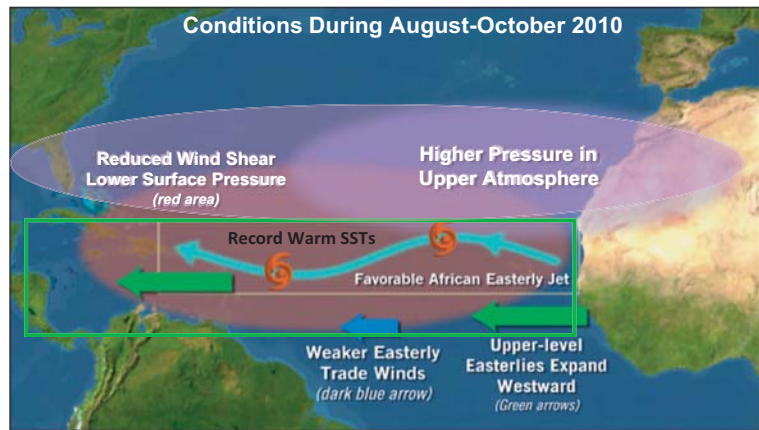 Conditions During August-October 2010
Reduced Wind Shear
Lower Surface Pressure
(red area)
Higher Pressure in
Upper Atmosphere
Record Warm SSTs
Favorable African Easterly Jet
Weaker Easterly
Trade Winds
(dark blue arrow)
Upper-level
Easterlies Expand
Westward
(Green arrows)